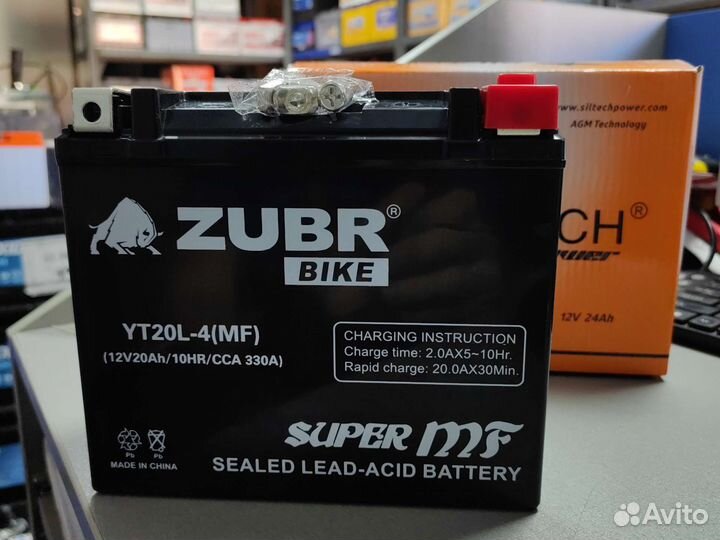 www.siltechpower.com
AGM Technology
CH®
12V 24Ah
ZUBR®
BIKE
YT20L-4(MF)
(12V20Ah/10HR/CCA 330A)
CHARGING INSTRUCTION
Charge time: 2.0AX5~10Hr.
Rapid charge: 20.0AX30Min.
Pb
Pb
MADE IN CHINA
SUPER MF
SEALED LEAD-ACID BATTERY
Avito